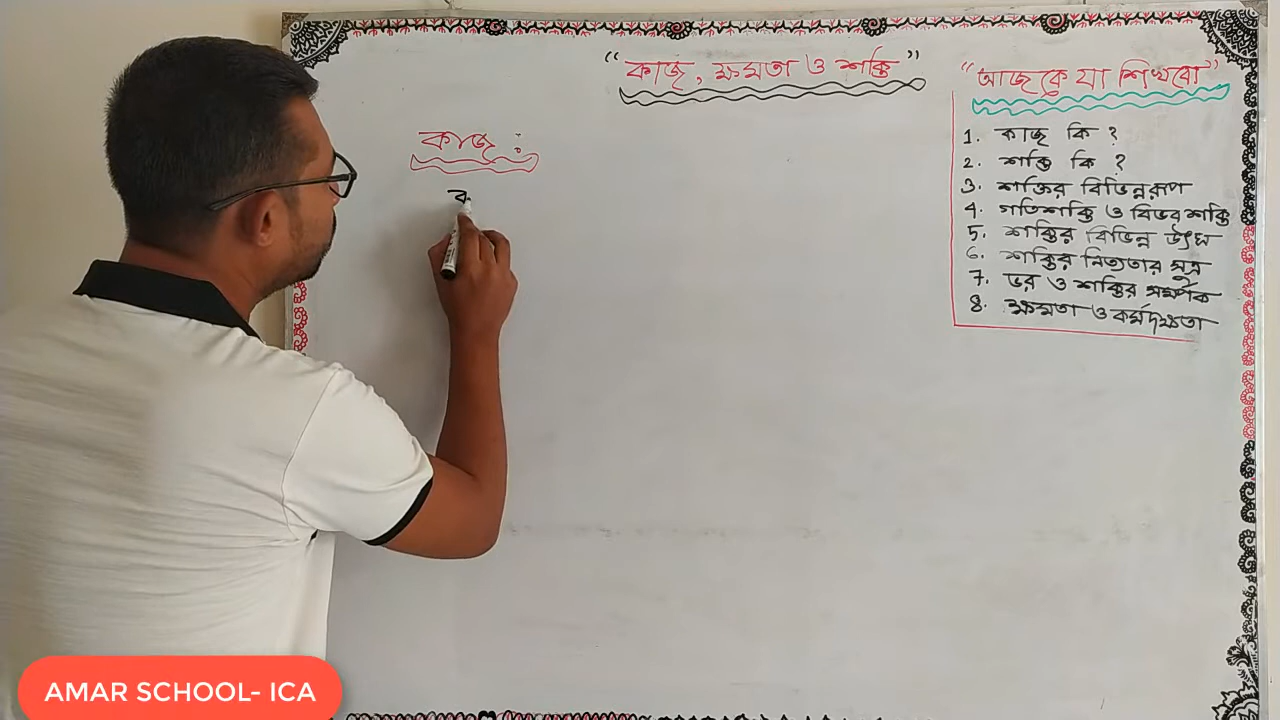 “কাজ, ক্ষমতা ও শক্তি”
কাজ :
ব
“আজকে যা শিখবো”
1. কাজ কি ?
2. শক্তি কি ?
3. শক্তির বিভিন্নরূপ
4. গতিশক্তি ও বিভব শক্তি
5. শক্তির বিভিন্ন উৎস
6. শক্তির নিত্যতার সূত্র
7. ভর ও শক্তির সম্পর্ক
8. ক্ষমতা ও কর্মদক্ষতা
AMAR SCHOOL- ICA